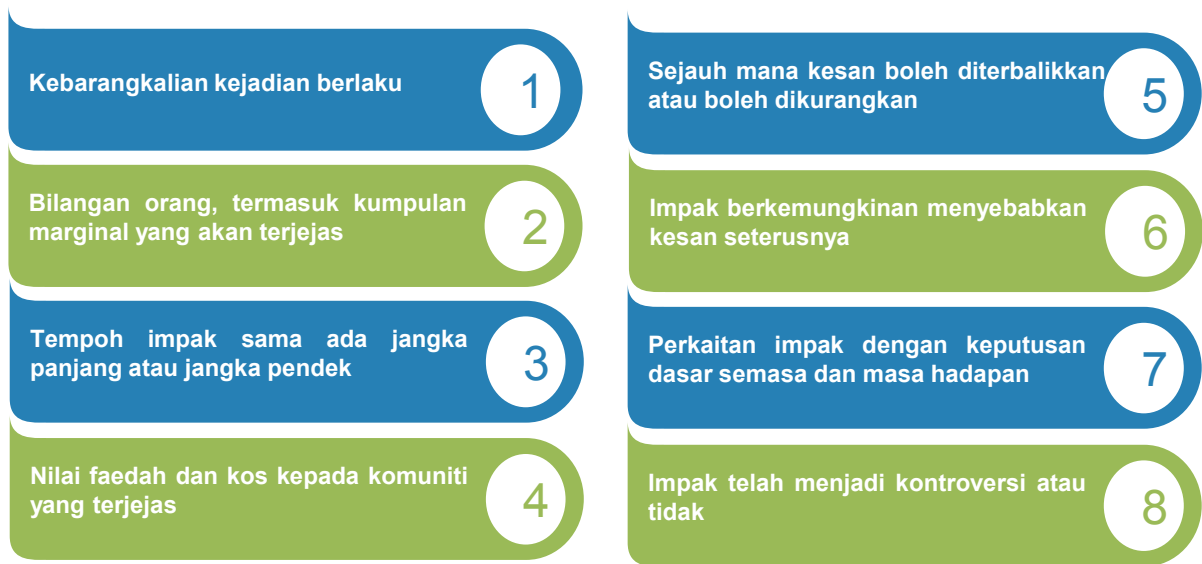 Kebarangkalian kejadian berlaku
1
Bilangan orang, termasuk kumpulan
marginal yang akan terjejas
2
Tempoh impak sama ada jangka
panjang atau jangka pendek
3
Nilai faedah dan kos kepada komuniti
yang terjejas
4
Sejauh mana kesan boleh diterbalikkan
atau boleh dikurangkan
5
Impak berkemungkinan menyebabkan
kesan seterusnya
6
Perkaitan impak dengan keputusan
dasar semasa dan masa hadapan
7
Impak telah menjadi kontroversi atau
tidak
8